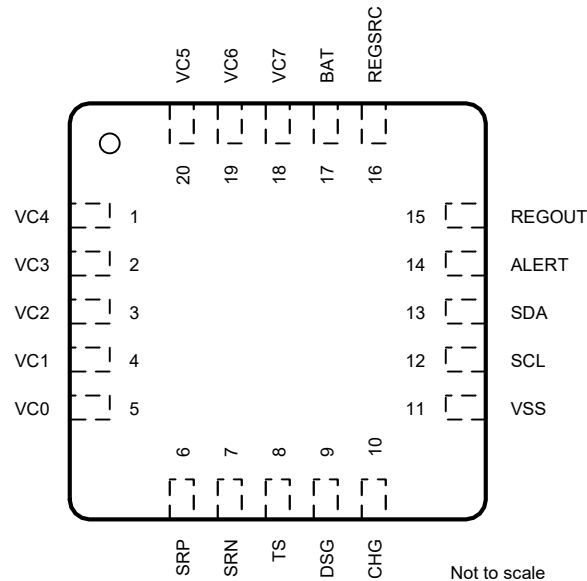 VC5 VC6 VC7 BAT REGSRC
20 19 18 17 16
VC4 1 15 REGOUT
VC3 2 14 ALERT
VC2 3 13 SDA
VC1 4 12 SCL
VC0 5 11 VSS
6 7 8 9 10
SRP SRN TS DSG CHG
Not to scale